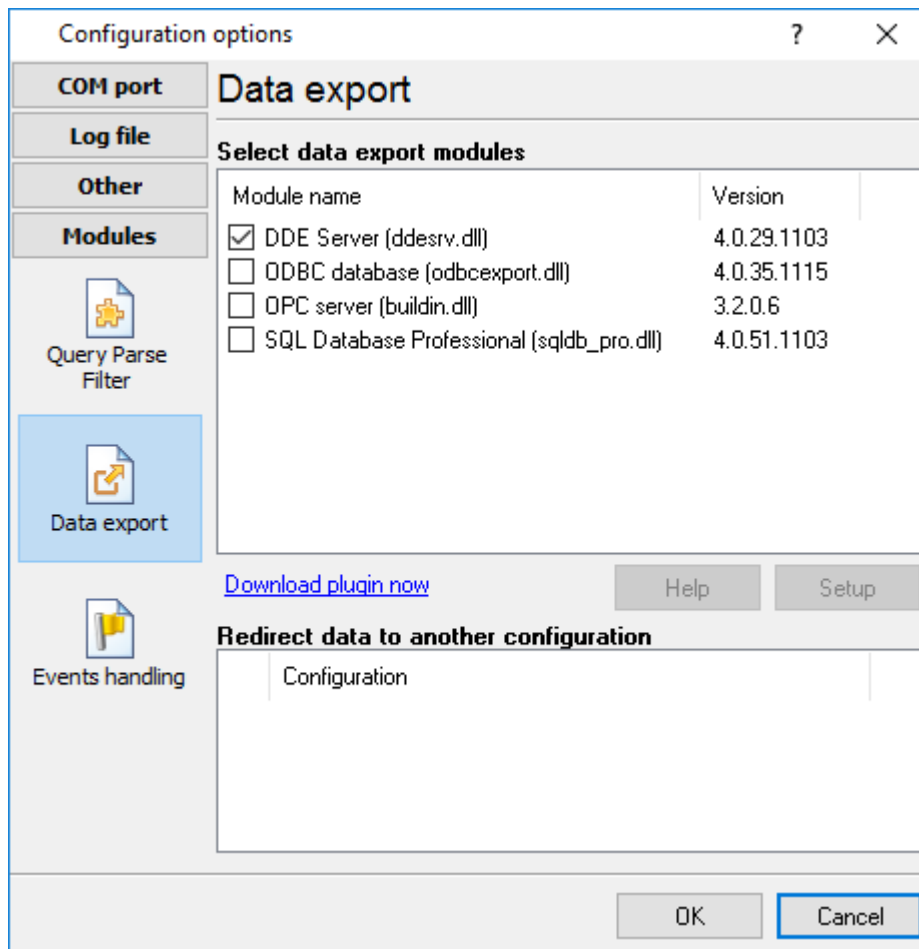 Configuration options
?
COM port
Log file
Other
Modules
Query Parse
Filter
Data export
Events handling
Data export
Select data export modules
Module name Version
DDE Server (ddesrv.dll) 4.0.29.1103
ODBC database (odbcexport.dll) 4.0.35.1115
OPC server (buildin.dll) 3.2.0.6
SQL Database Professional (sqldb_pro.dll) 4.0.51.1103
Download plugin now
Help
Setup
Redirect data to another configuration
Configuration
OK
Cancel